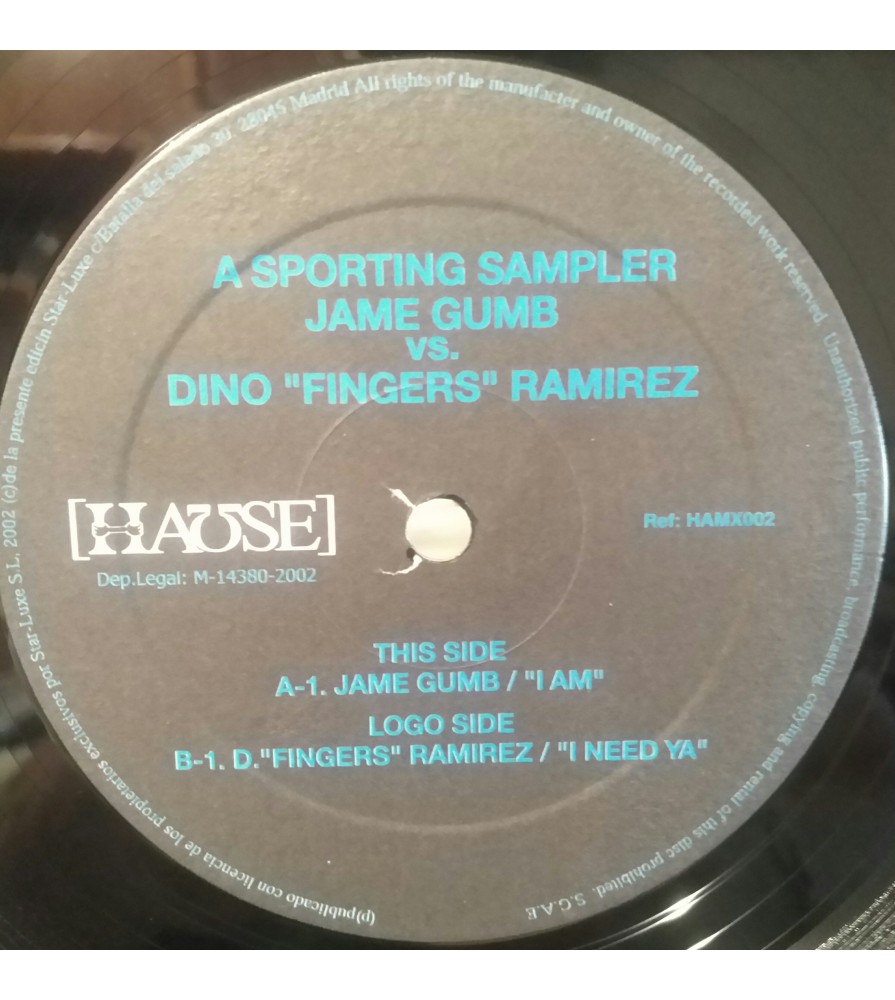 A SPORTING SAMPLER
JAME GUMB
vs.
DINO "FINGERS" RAMIREZ
[HAUSE]
Dep.Legal: M-14380-2002
Ref: HAMX002
THIS SIDE
A-1. JAME GUMB / "I AM"
LOGO SIDE
B-1. D."FINGERS" RAMIREZ / "I NEED YA"
(p)publicado con licencia de los propietarios exclusivos por Star-Luxe S.L. 2002 (c)de la presente edicin Star-Luxe c/Batalla del salado 30 28045 Madrid All rights of the manufacter and owner of the recorded work reserved. Unauthorized public performance, broadcasting, copying and rental of this disc prohibited. S.G.A.E